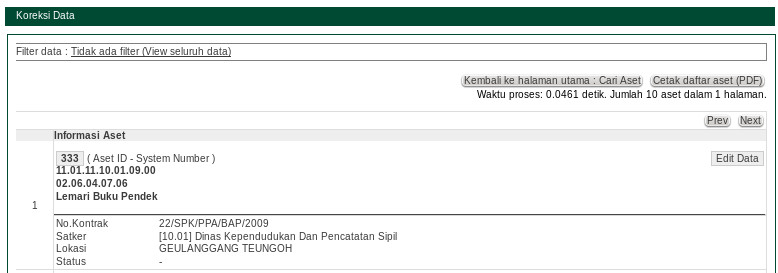 Koreksi Data
Filter data : Tidak ada filter (View seluruh data)
Kembali ke halaman utama : Cari Aset Cetak daftar aset (PDF)
Waktu proses: 0.0461 detik. Jumlah 10 aset dalam 1 halaman.
Prev Next
Informasi Aset
333 ( Aset ID - System Number ) Edit Data
11.01.11.10.01.09.00
02.06.04.07.06
Lemari Buku Pendek
1
No.Kontrak 22/SPK/PPA/BAP/2009
Satker [10.01] Dinas Kependudukan Dan Pencatatan Sipil
Lokasi GEULANGGANG TEUNGOH
Status -